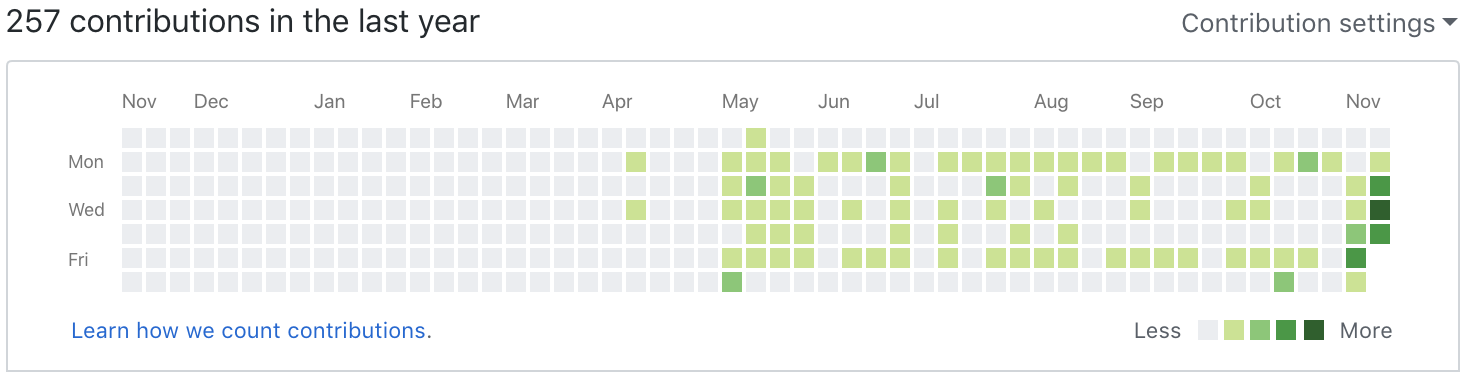 257 contributions in the last year
Contribution settings
Nov Dec Jan Feb Mar Apr May Jun Jul Aug Sep Oct Nov
Mon
Wed
Fri
Learn how we count contributions.
Less More